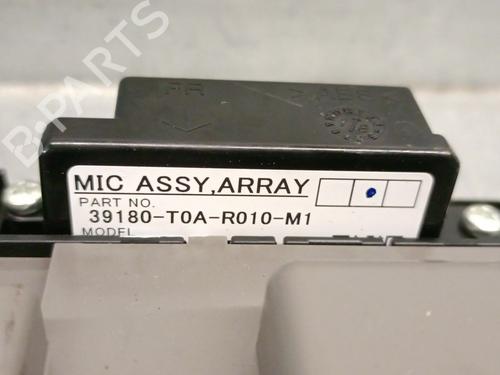 FR
MIC ASSY,ARRAY
PART NO.
39180-T0A-R010-M1
MODEL
B-PARTS